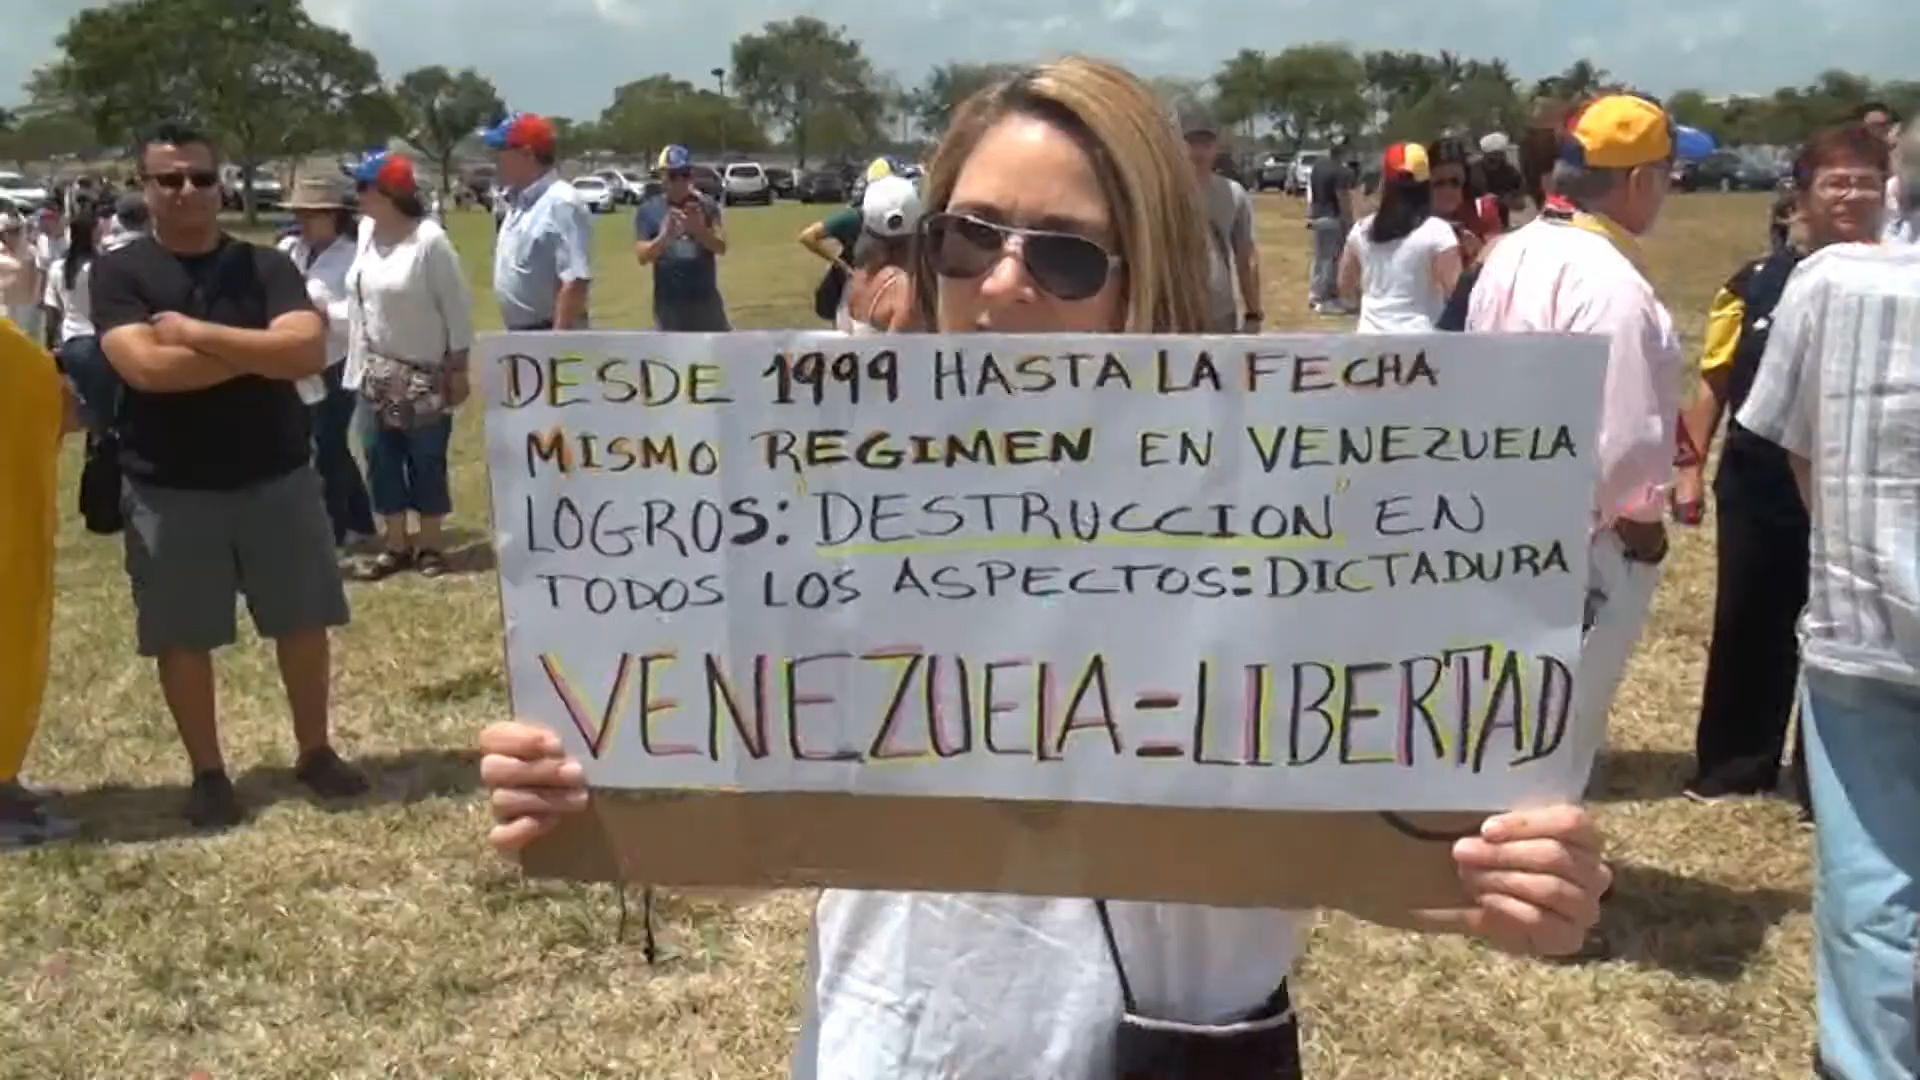 DESDE 1999 HASTA LA FECHA
MISMO REGIMEN EN VENEZUELA
LOGROS: "DESTRUCCION" EN
TODOS LOS ASPECTOS = DICTADURA
VENEZUELA = LIBERTAD